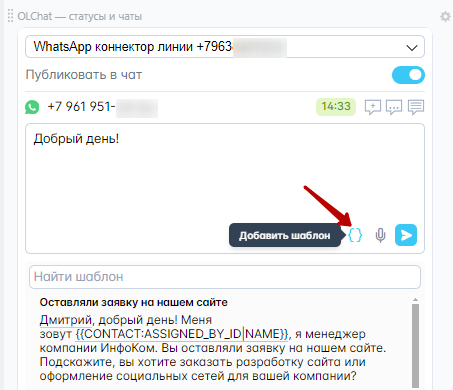 OLChat — статусы и чаты
WhatsApp коннектор линии +7963
Публиковать в чат
+7 961 951-
14:33
Добрый день!
Добавить шаблон
{}
Найти шаблон
Оставляли заявку на нашем сайте
Дмитрий, добрый день! Меня
зовут {{CONTACT:ASSIGNED_BY_ID|NAME}}, я менеджер
компании ИнфоКом. Вы оставляли заявку на нашем сайте.
Подскажите, вы хотите заказать разработку сайта или
оформление социальных сетей для вашей компании?